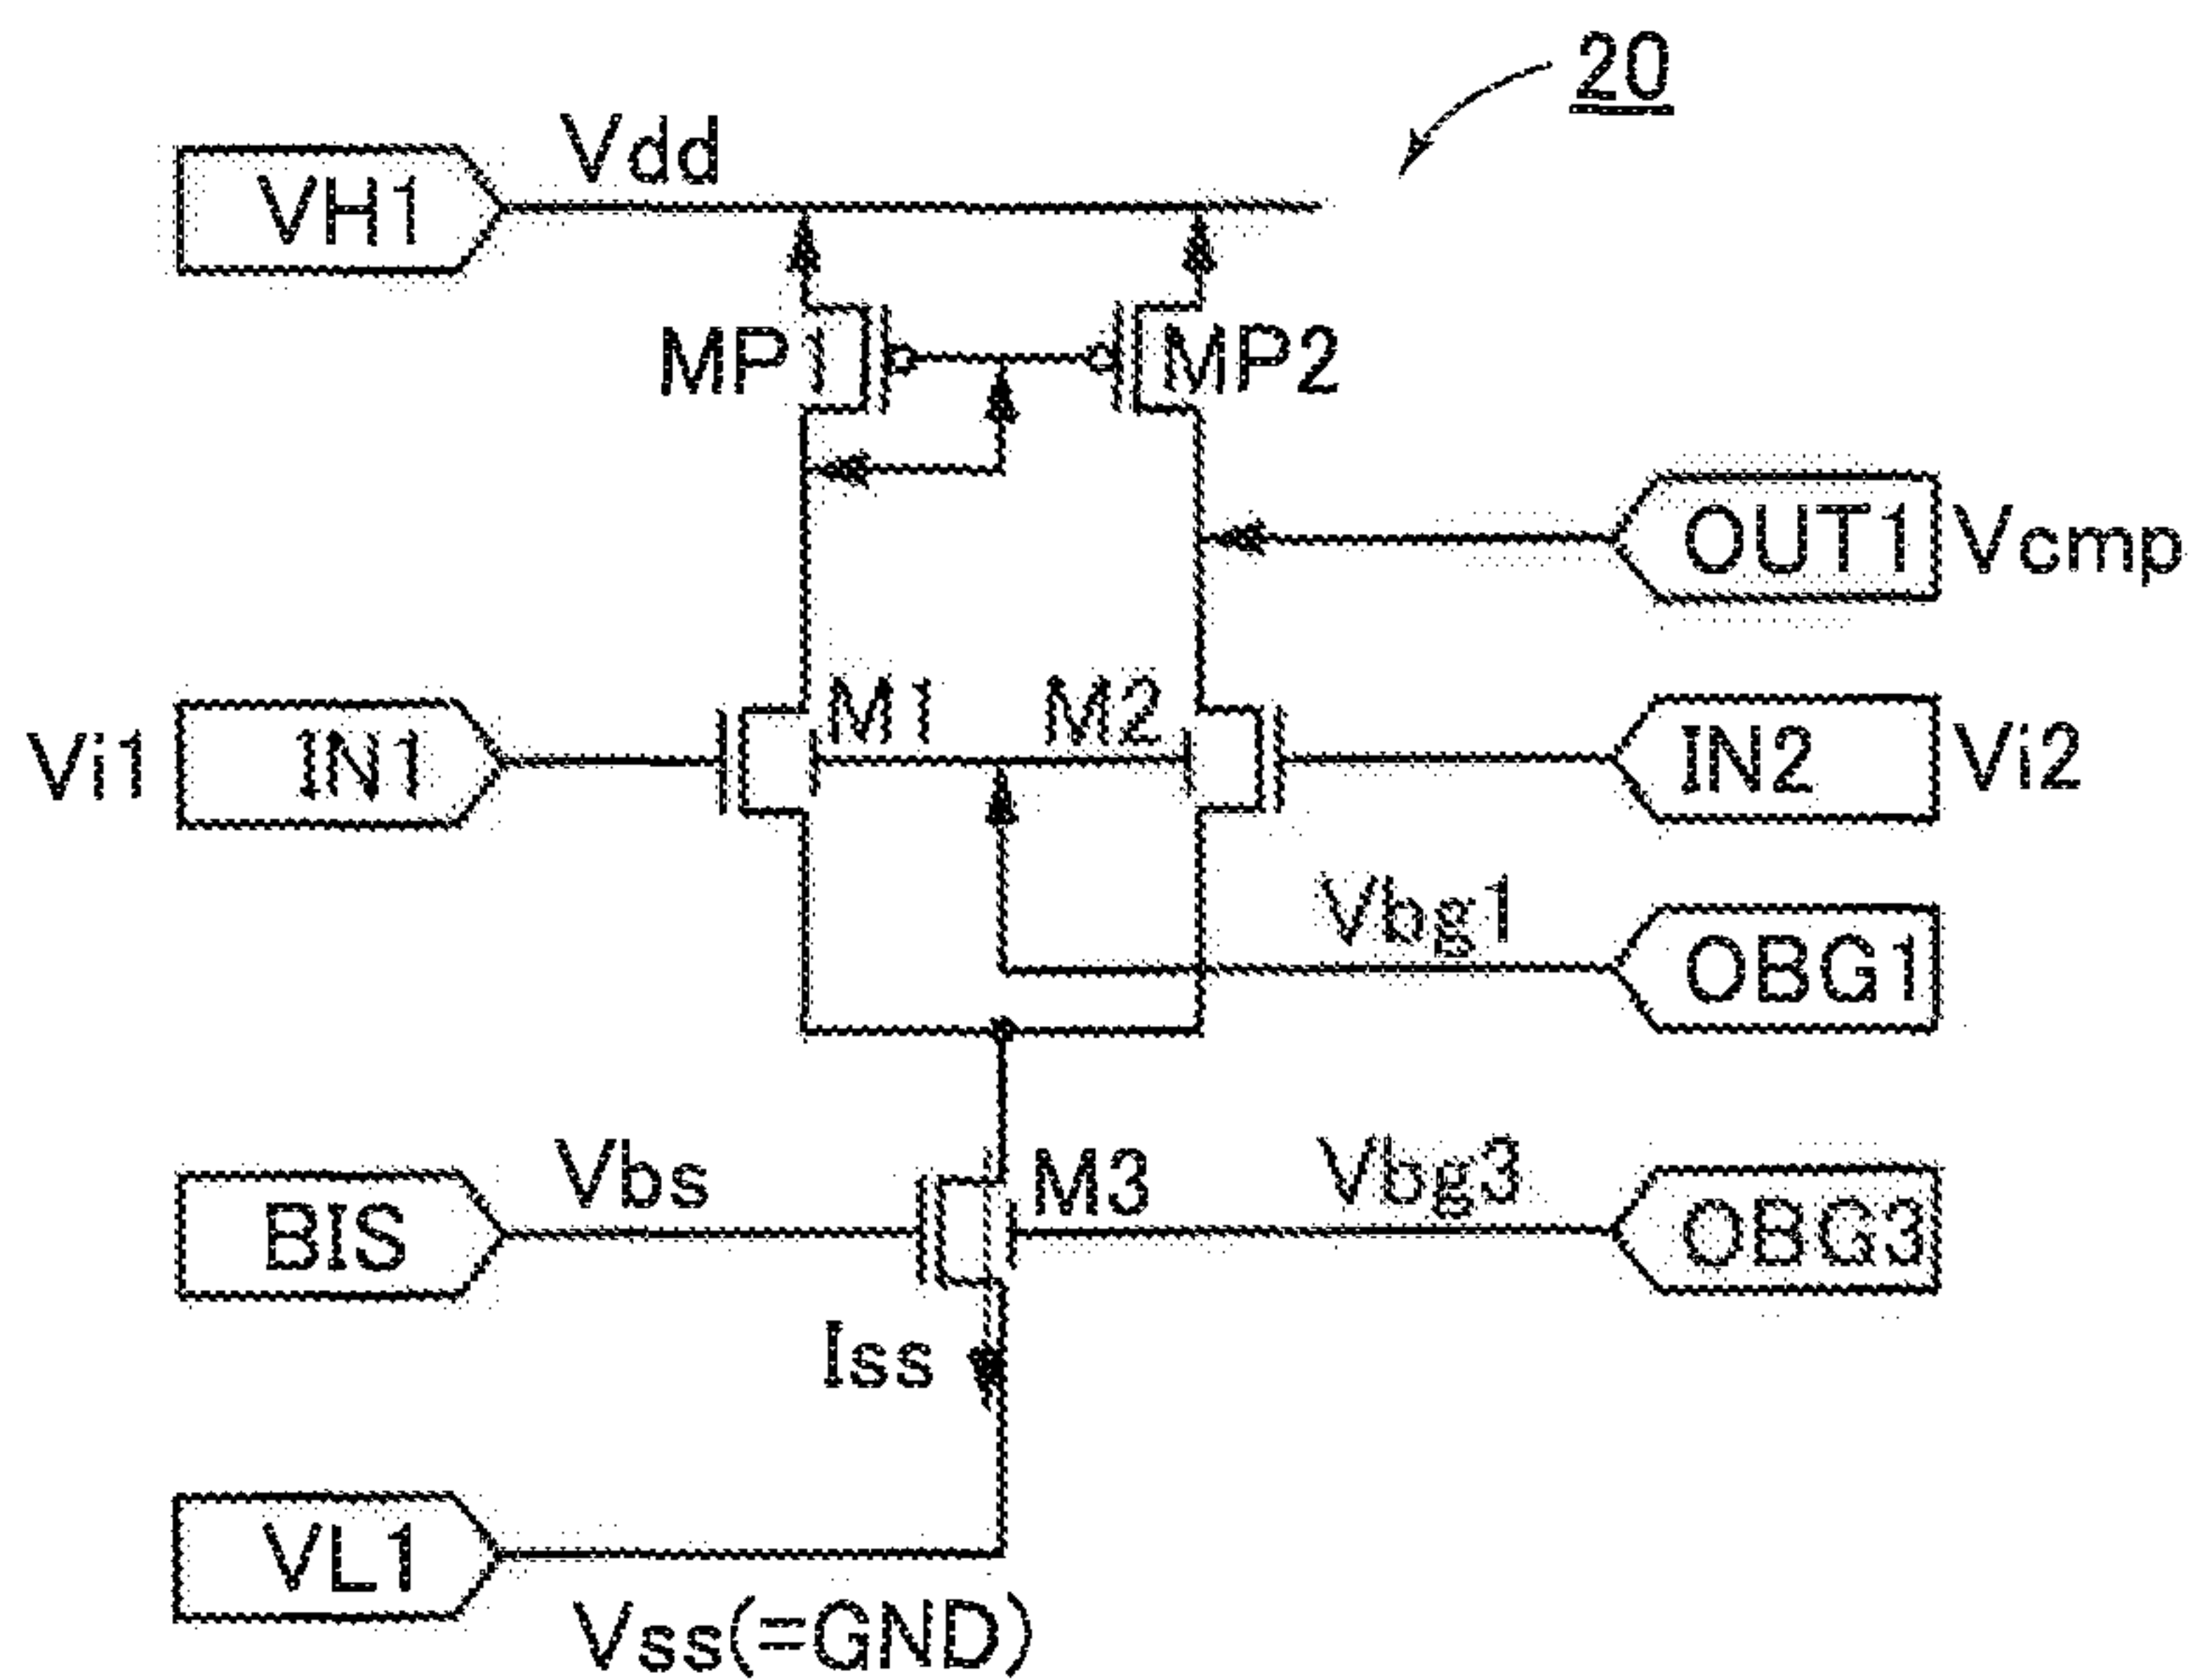 20
Vdd
VH1
MP1
MP2
OUT1
Vcmp
M1
M2
Vi1
IN1
IN2
Vi2
Vbg1
OBG1
Vbs
M3
Vbg3
BIS
OBG3
Iss
VL1
Vss(=GND)